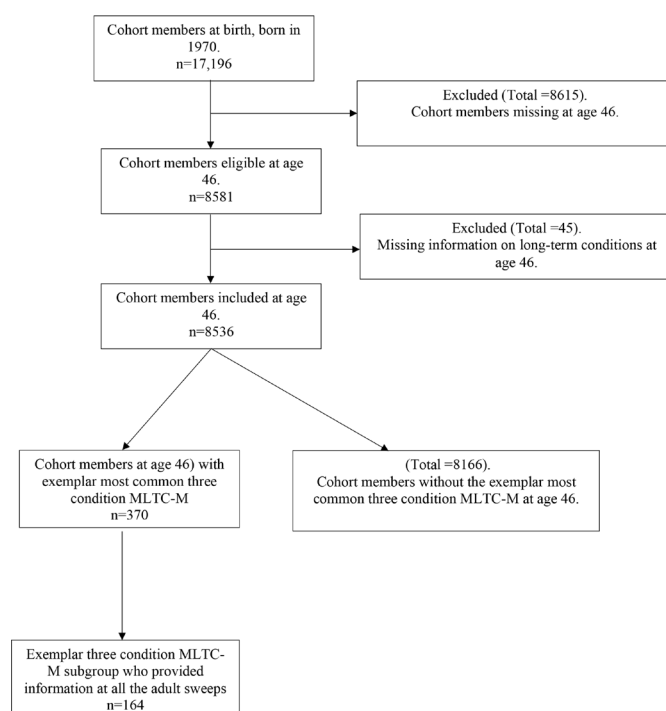 Cohort members at birth, born in
1970.
n=17,196
Excluded (Total =8615).
Cohort members missing at age 46.
Cohort members eligible at age
46.
n=8581
Excluded (Total =45).
Missing information on long-term conditions at
age 46.
Cohort members included at age
46.
n=8536
Cohort members at age 46) with
exemplar most common three
condition MLTC-M
n=370
(Total =8166).
Cohort members without the exemplar most
common three condition MLTC-M at age 46.
Exemplar three condition MLTC-
M subgroup who provided
information at all the adult sweeps
n=164